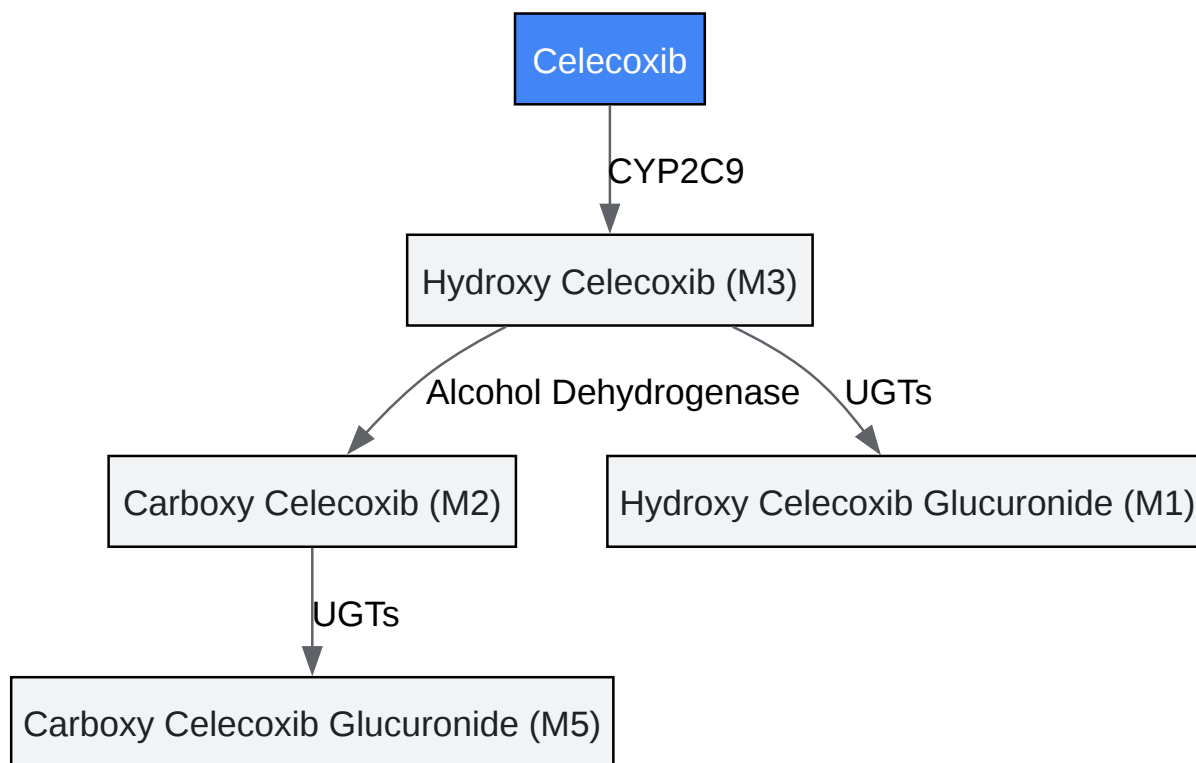 Celecoxib
CYP2C9
Hydroxy Celecoxib (M3)
Alcohol Dehydrogenase
UGTs
Carboxy Celecoxib (M2)
Hydroxy Celecoxib Glucuronide (M1)
UGTs
Carboxy Celecoxib Glucuronide (M5)